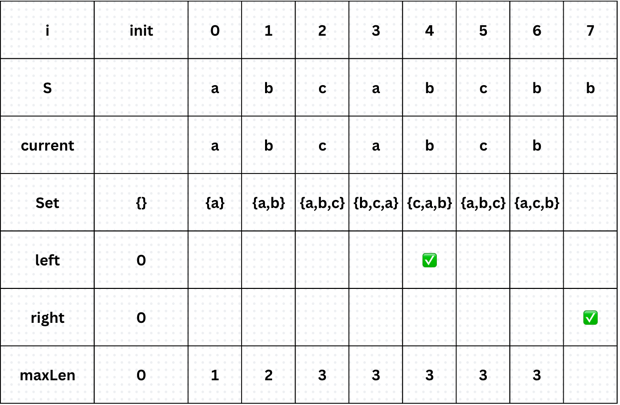 i init 0 1 2 3 4 5 6 7
S a b c a b c b b
current a b c a b c b
Set {} {a} {a,b} {a,b,c} {b,c,a} {c,a,b} {a,b,c} {a,c,b}
left 0 ✅
right 0 ✅
maxLen 0 1 2 3 3 3 3 3